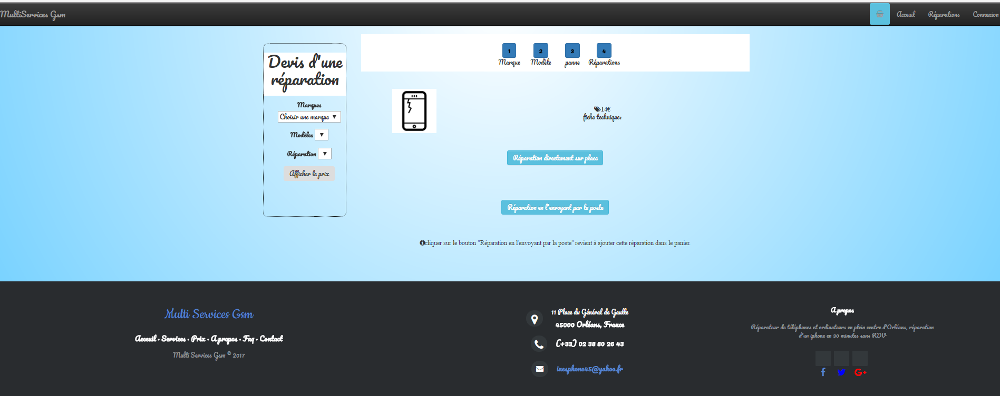 MultiServices Gsm
Acceuil Réparations Connexion
Devis d'une
réparation
Marques
Choisir une marque
Modèles
Réparation
Afficher le prix
1 2 3 4
Marque Modèle panne Réparations
14€
fiche technique:
Réparation directement sur place
Réparation en l'envoyant par la poste
cliquer sur le bouton "Réparation en l'envoyant par la poste" revient à ajouter cette réparation dans le panier.
Multi Services Gsm
Acceuil · Services · Prix · A propos · Faq · Contact
Multi Services Gsm © 2017
11 Place du Général de Gaulle
45000 Orléans, France
(+33) 02 38 80 26 43
inesphone45@yahoo.fr
A propos
Réparateur de téléphones et ordinateurs en plein centre d'Orléans, réparation
d'un iphone en 30 minutes sans RDV